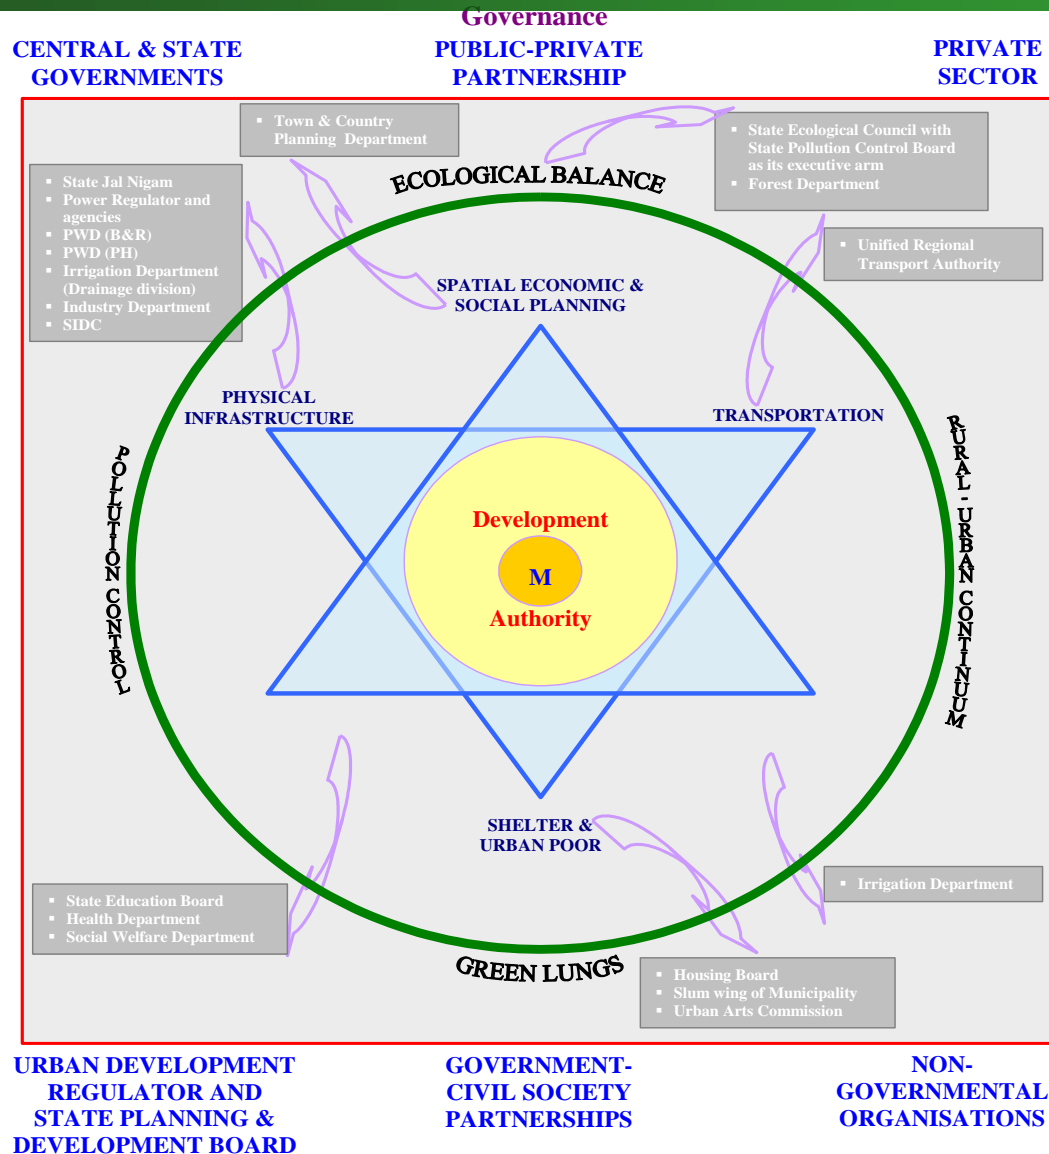 Governance
CENTRAL & STATE
GOVERNMENTS
PUBLIC-PRIVATE
PARTNERSHIP
PRIVATE
SECTOR
▪ Town & Country
Planning Department
▪ State Ecological Council with
State Pollution Control Board
as its executive arm
▪ Forest Department
▪ State Jal Nigam
▪ Power Regulator and
agencies
▪ PWD (B&R)
▪ PWD (PH)
▪ Irrigation Department
(Drainage division)
▪ Industry Department
▪ SIDC
ECOLOGICAL BALANCE
▪ Unified Regional
Transport Authority
SPATIAL ECONOMIC &
SOCIAL PLANNING
PHYSICAL
INFRASTRUCTURE
TRANSPORTATION
POLLUTION CONTROL
RURAL-URBAN CONTINUUM
Development
M
Authority
SHELTER &
URBAN POOR
▪ State Education Board
▪ Health Department
▪ Social Welfare Department
▪ Irrigation Department
GREEN LUNGS
▪ Housing Board
▪ Slum wing of Municipality
▪ Urban Arts Commission
URBAN DEVELOPMENT
REGULATOR AND
STATE PLANNING &
DEVELOPMENT BOARD
GOVERNMENT-
CIVIL SOCIETY
PARTNERSHIPS
NON-
GOVERNMENTAL
ORGANISATIONS